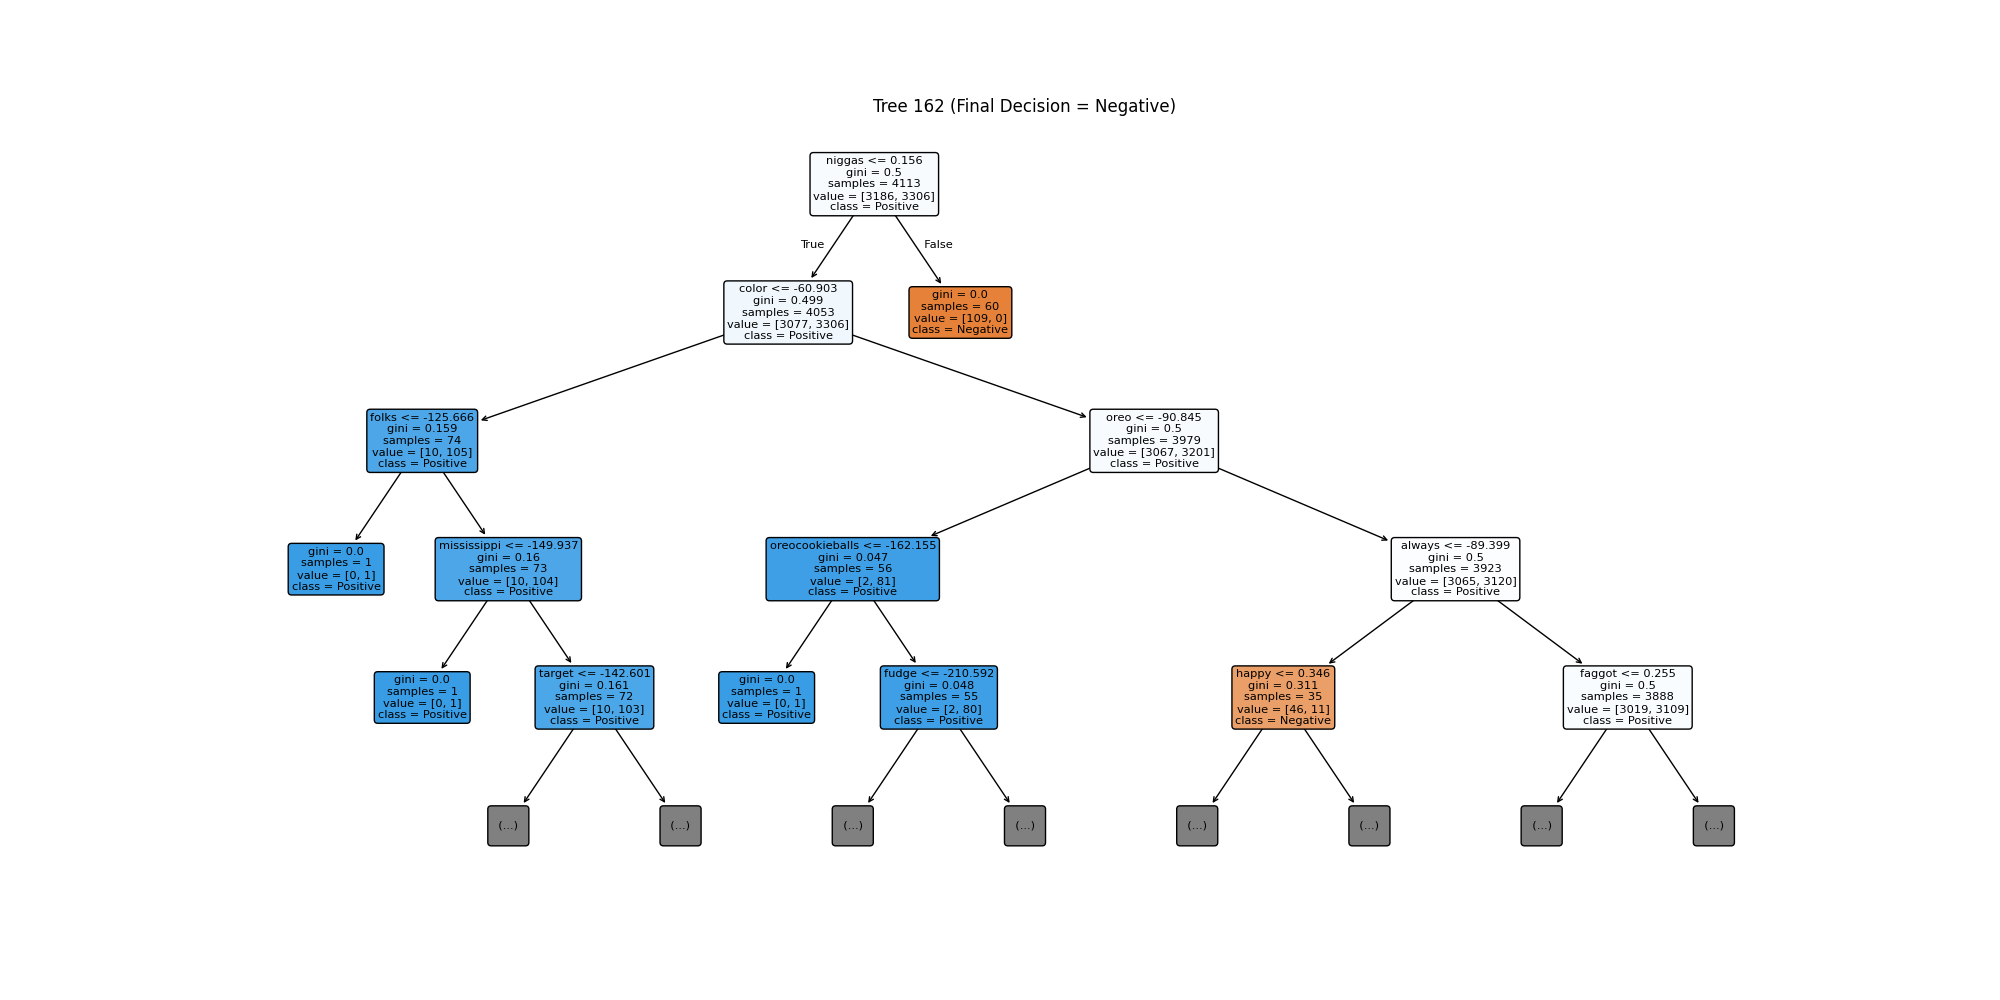 Tree 162 (Final Decision = Negative)
niggas <= 0.156
gini = 0.5
samples = 4113
value = [3186, 3306]
class = Positive
True
False
color <= -60.903
gini = 0.499
samples = 4053
value = [3077, 3306]
class = Positive
gini = 0.0
samples = 60
value = [109, 0]
class = Negative
folks <= -125.666
gini = 0.159
samples = 74
value = [10, 105]
class = Positive
oreo <= -90.845
gini = 0.5
samples = 3979
value = [3067, 3201]
class = Positive
gini = 0.0
samples = 1
value = [0, 1]
class = Positive
mississippi <= -149.937
gini = 0.16
samples = 73
value = [10, 104]
class = Positive
oreocookieballs <= -162.155
gini = 0.047
samples = 56
value = [2, 81]
class = Positive
always <= -89.399
gini = 0.5
samples = 3923
value = [3065, 3120]
class = Positive
gini = 0.0
samples = 1
value = [0, 1]
class = Positive
target <= -142.601
gini = 0.161
samples = 72
value = [10, 103]
class = Positive
gini = 0.0
samples = 1
value = [0, 1]
class = Positive
fudge <= -210.592
gini = 0.048
samples = 55
value = [2, 80]
class = Positive
happy <= 0.346
gini = 0.311
samples = 35
value = [46, 11]
class = Negative
faggot <= 0.255
gini = 0.5
samples = 3888
value = [3019, 3109]
class = Positive
(...)
(...)
(...)
(...)
(...)
(...)
(...)
(...)